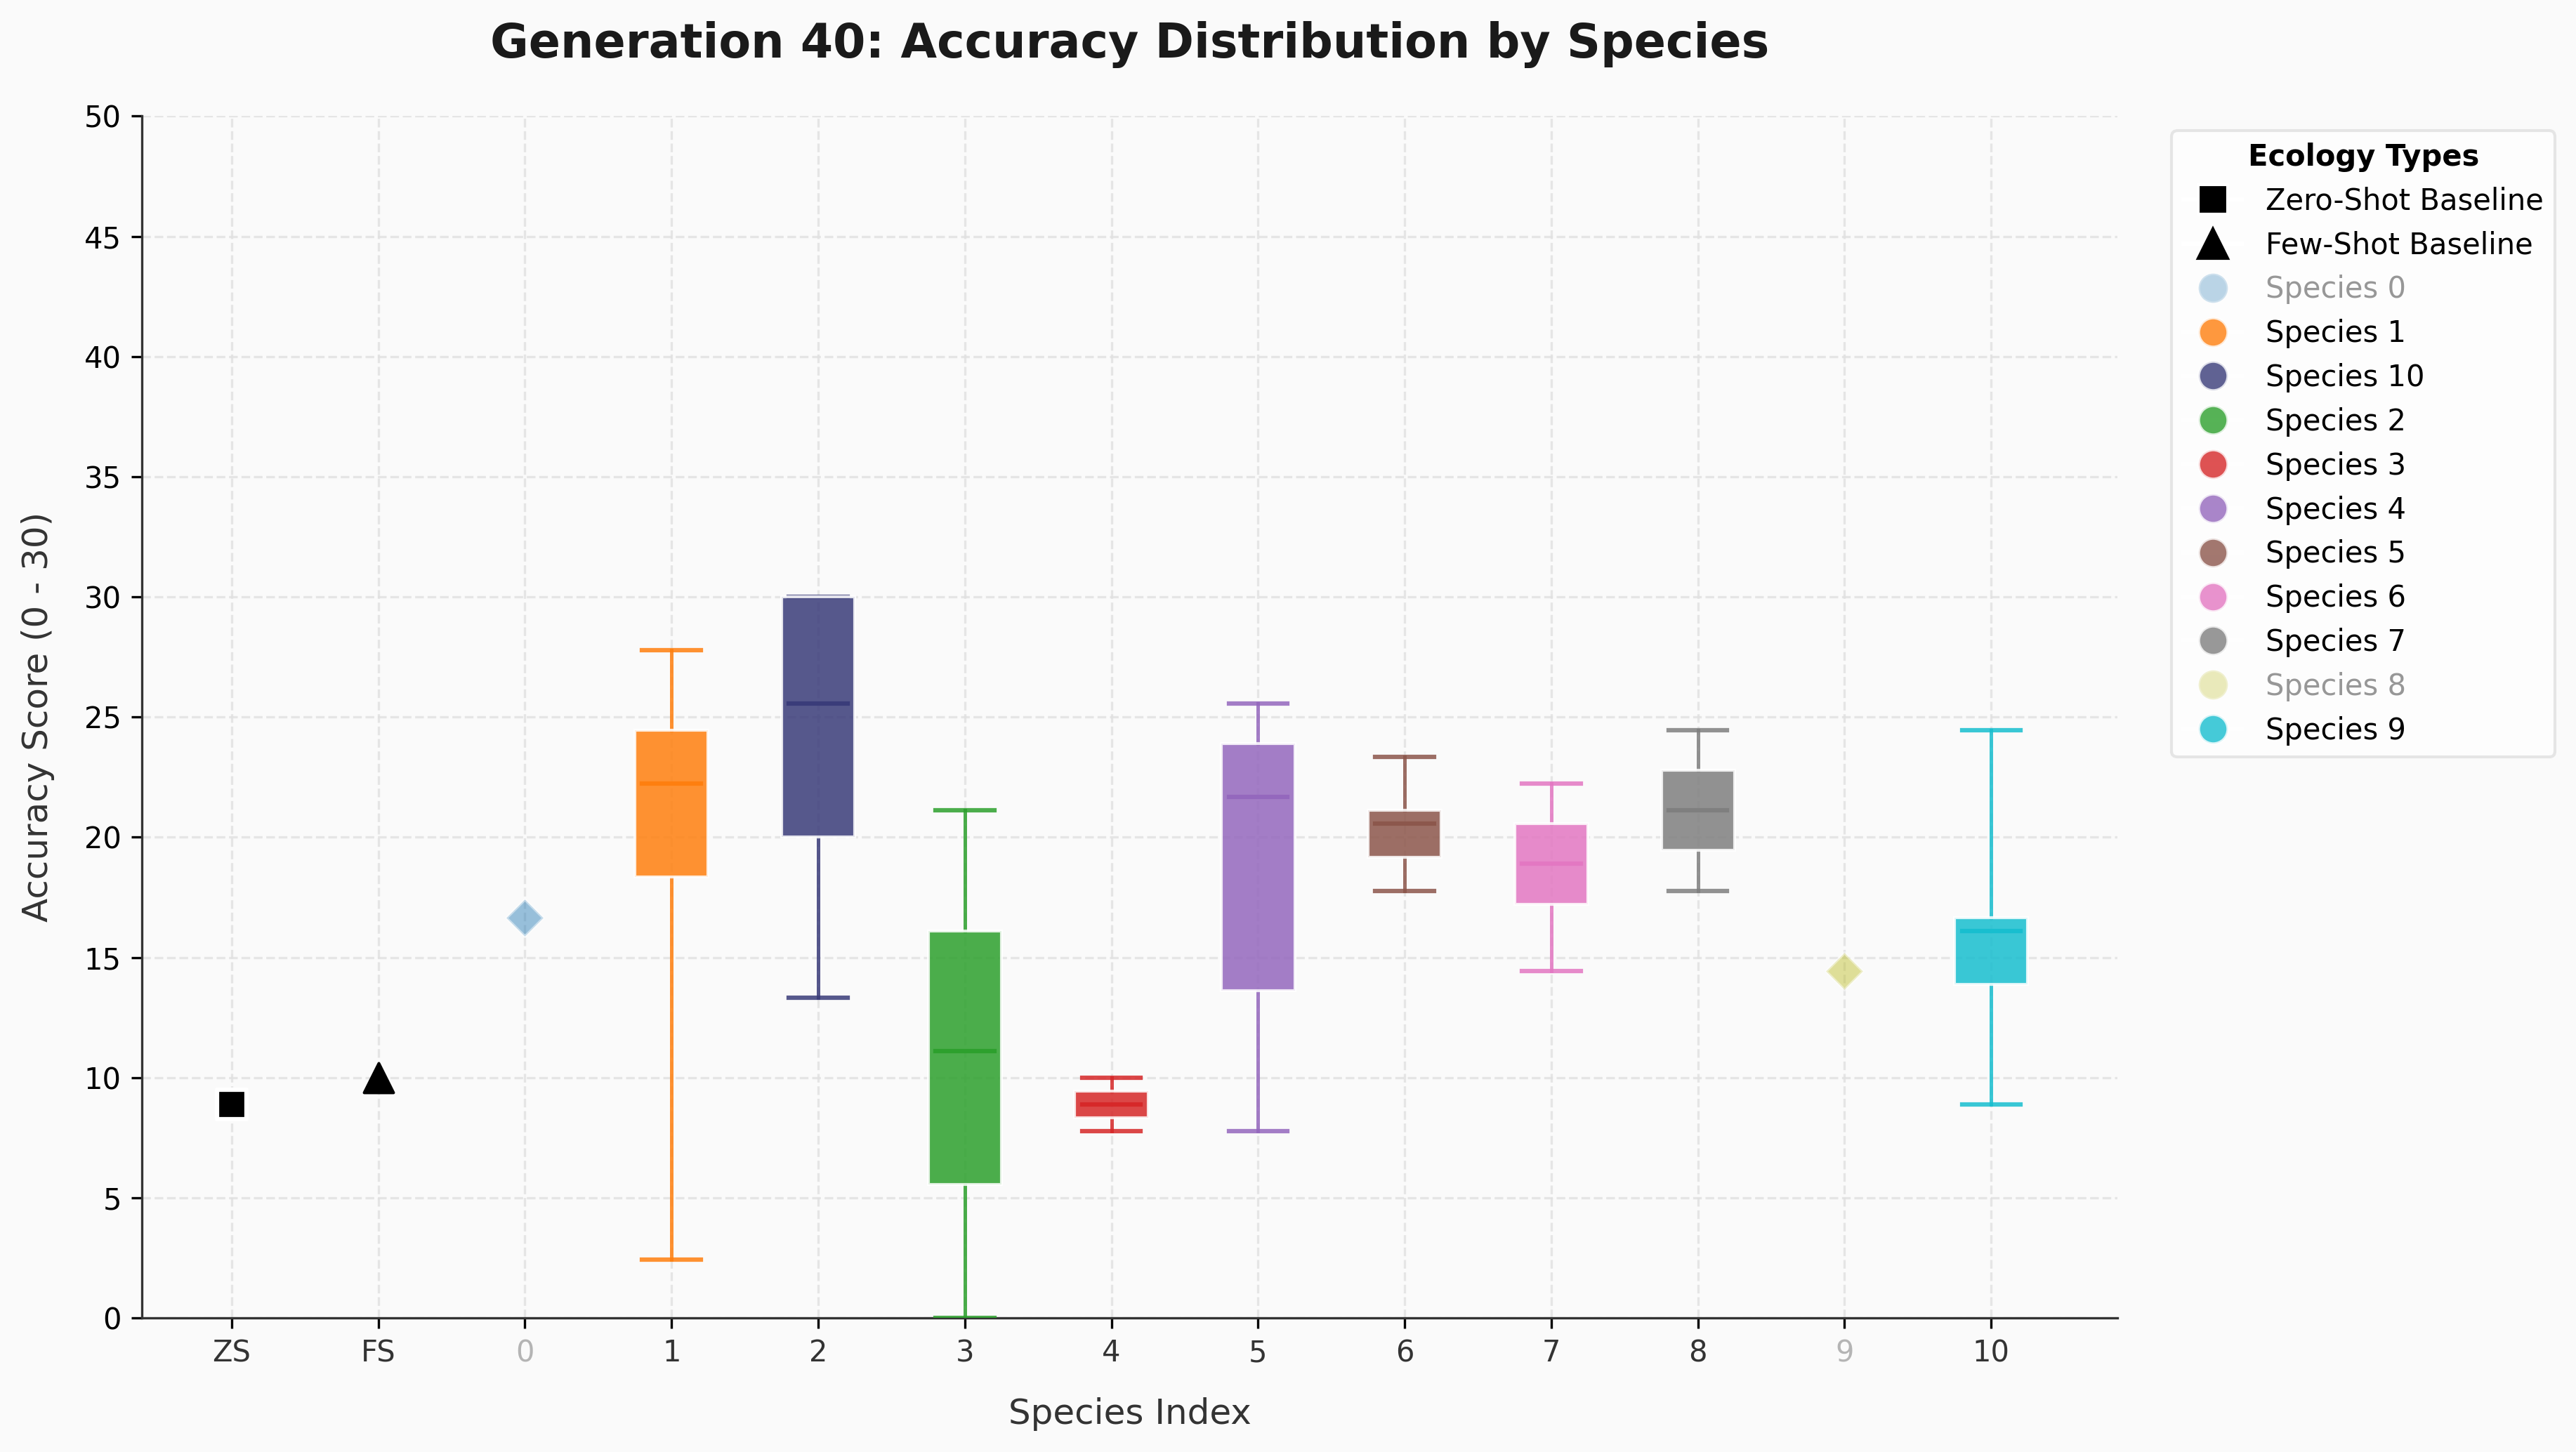 Generation 40: Accuracy Distribution by Species
50
45
40
35
30
25
20
15
10
5
0
Accuracy Score (0 - 30)
ZS FS 0 1 2 3 4 5 6 7 8 9 10
Species Index
Ecology Types
Zero-Shot Baseline
Few-Shot Baseline
Species 0
Species 1
Species 10
Species 2
Species 3
Species 4
Species 5
Species 6
Species 7
Species 8
Species 9